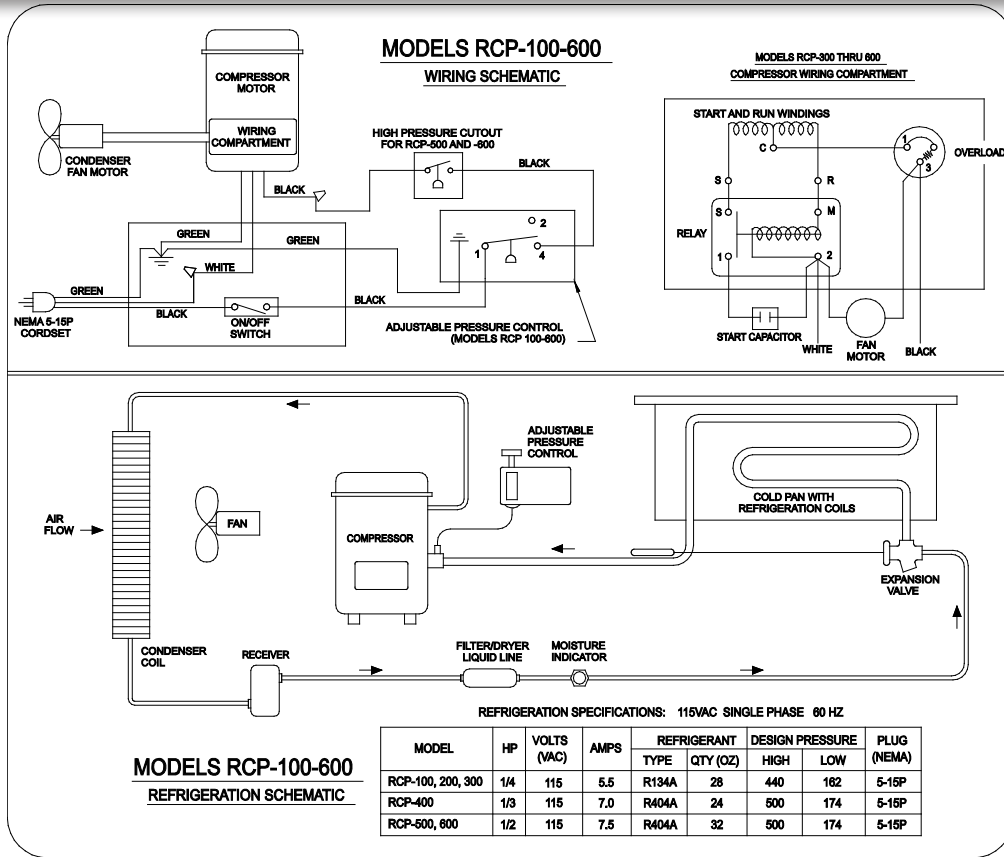 MODELS RCP-100-600
WIRING SCHEMATIC
MODELS RCP-300 THRU 600
COMPRESSOR WIRING COMPARTMENT
COMPRESSOR
MOTOR
WIRING
COMPARTMENT
CONDENSER
FAN MOTOR
HIGH PRESSURE CUTOUT
FOR RCP-500 AND -600
BLACK
BLACK
GREEN
GREEN
WHITE
GREEN
BLACK
BLACK
NEMA 5-15P
CORDSET
ON/OFF
SWITCH
2
1
4
ADJUSTABLE PRESSURE CONTROL
(MODELS RCP 100-600)
START AND RUN WINDINGS
C
1
3
OVERLOAD
S
R
S
M
RELAY
1
2
START CAPACITOR
WHITE
FAN
MOTOR
BLACK
AIR
FLOW
FAN
COMPRESSOR
ADJUSTABLE
PRESSURE
CONTROL
COLD PAN WITH
REFRIGERATION COILS
EXPANSION
VALVE
CONDENSER
COIL
RECEIVER
FILTER/DRYER
LIQUID LINE
MOISTURE
INDICATOR
MODELS RCP-100-600
REFRIGERATION SCHEMATIC
REFRIGERATION SPECIFICATIONS: 115VAC SINGLE PHASE 60 HZ
MODEL HP VOLTS (VAC) AMPS REFRIGERANT DESIGN PRESSURE PLUG (NEMA)
TYPE QTY (OZ) HIGH LOW
RCP-100, 200, 300 1/4 115 5.5 R134A 28 440 162 5-15P
RCP-400 1/3 115 7.0 R404A 24 500 174 5-15P
RCP-500, 600 1/2 115 7.5 R404A 32 500 174 5-15P